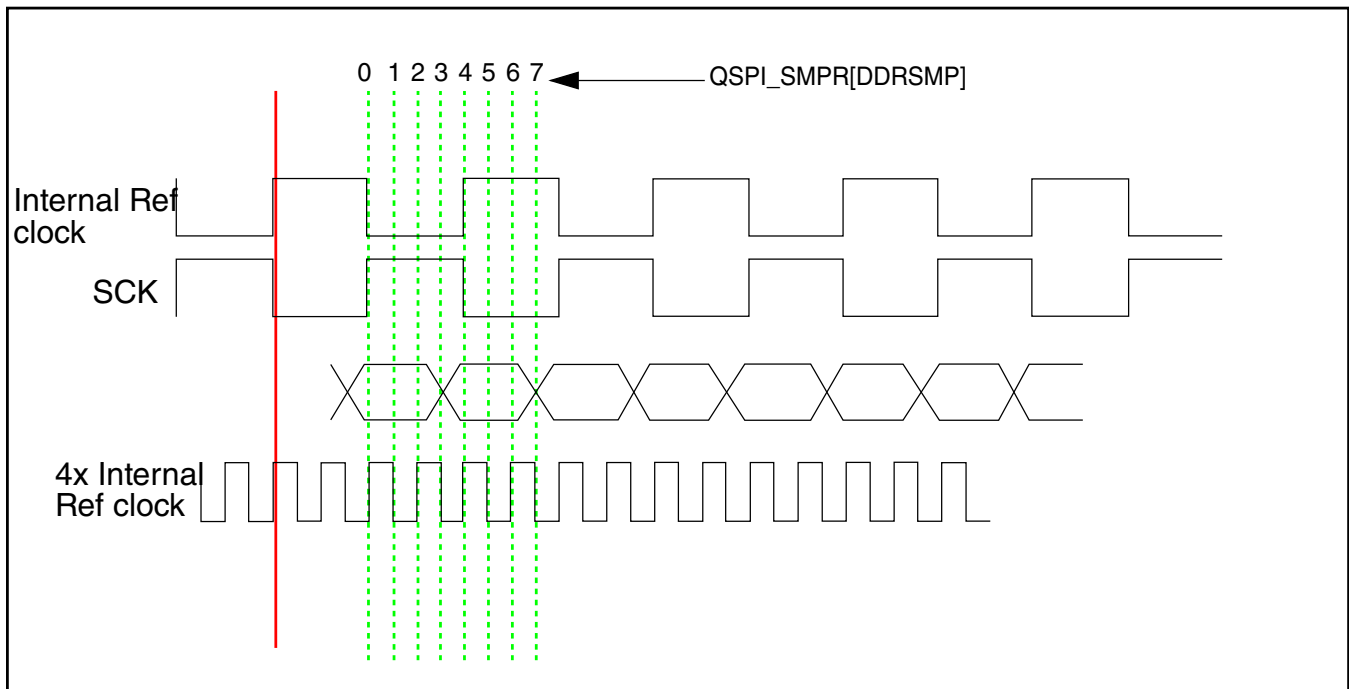 0 1 2 3 4 5 6 7
QSPI_SMPR[DDRSMP]
Internal Ref
clock
SCK
4x Internal
Ref clock